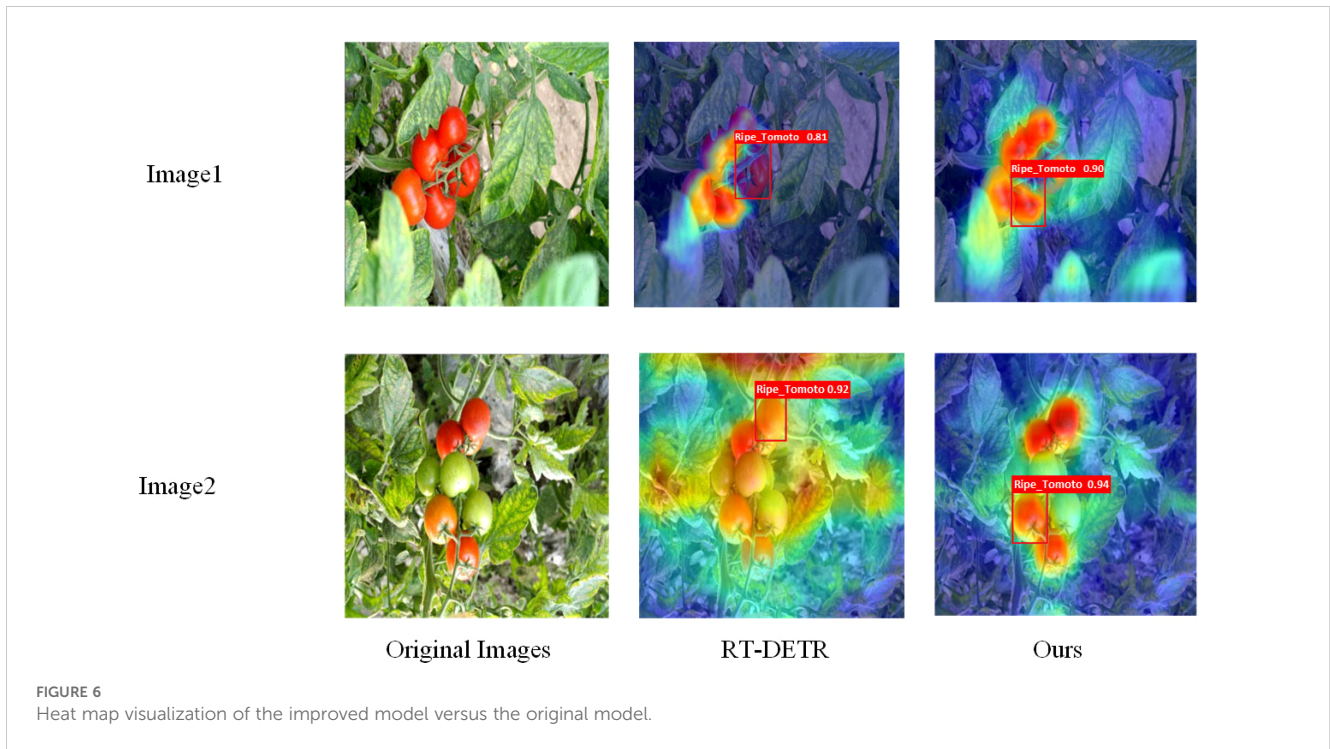 Image1
Ripe_Tomoto 0.81
Ripe_Tomoto 0.90
Image2
Ripe_Tomoto 0.92
Ripe_Tomoto 0.94
Original Images
RT-DETR
Ours
FIGURE 6
Heat map visualization of the improved model versus the original model.